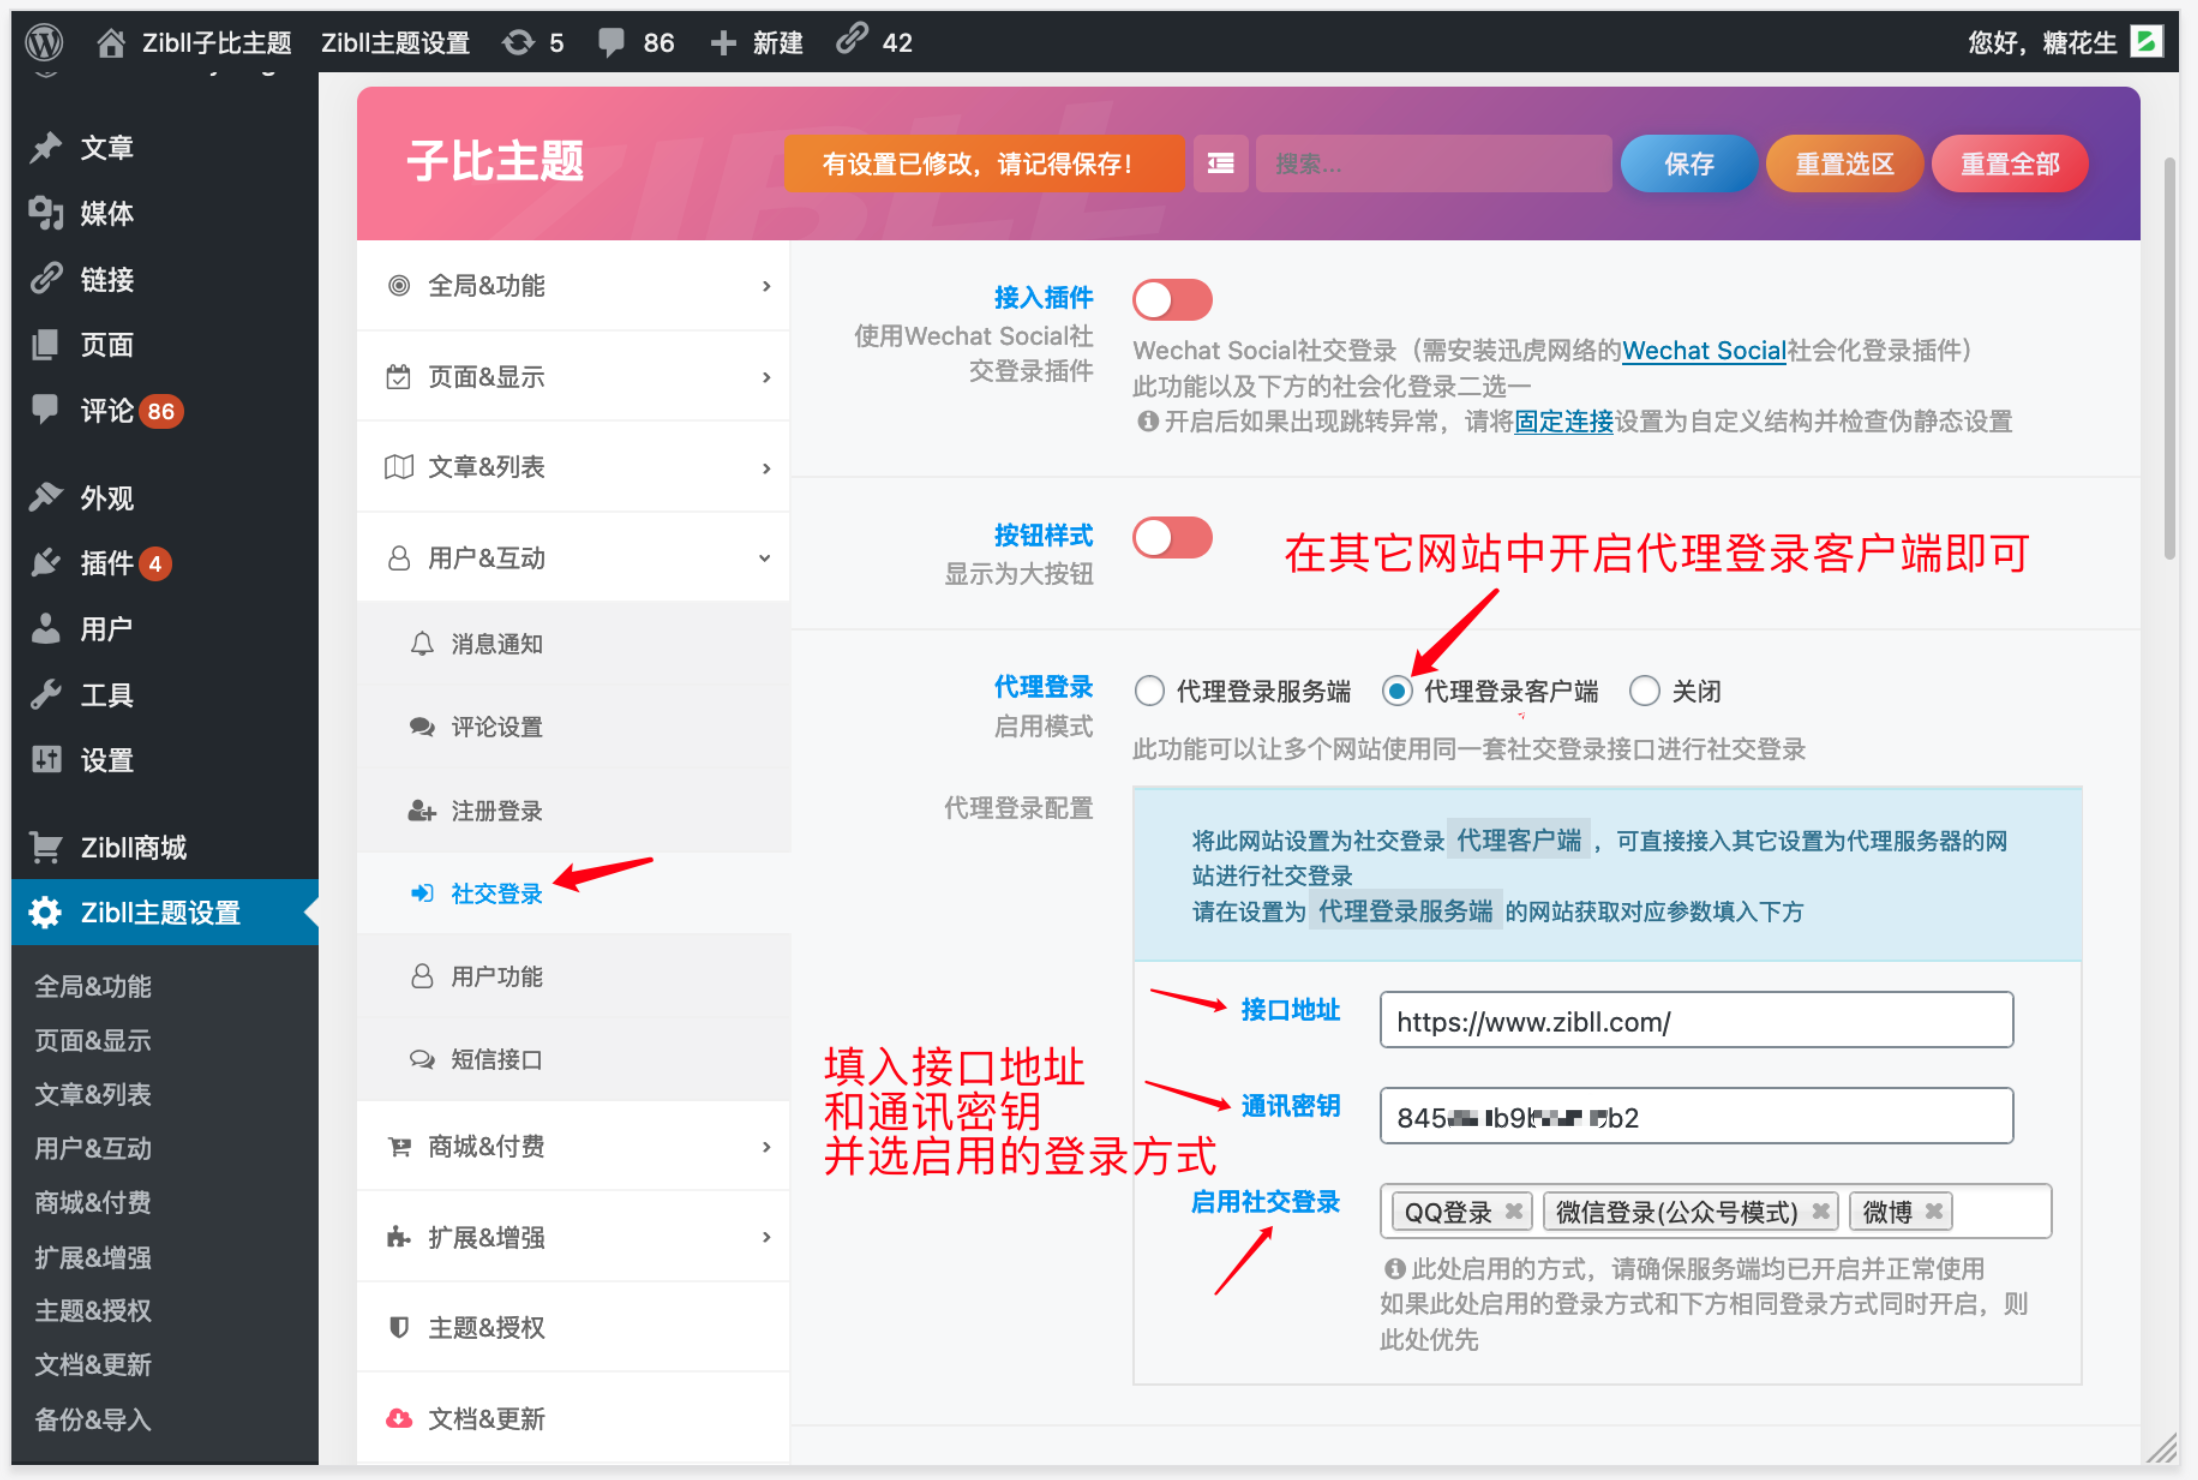 Zibll子比主题 Zibll主题设置 5 86 新建 42 您好，糖花生
文章
媒体
链接
页面
评论 86
外观
插件 4
用户
工具
设置
Zibll商城
Zibll主题设置
全局&功能
页面&显示
文章&列表
用户&互动
商城&付费
扩展&增强
主题&授权
文档&更新
备份&导入
子比主题
ZIBLL
有设置已修改，请记得保存！
搜索...
保存
重置选区
重置全部
全局&功能
页面&显示
文章&列表
用户&互动
消息通知
评论设置
注册登录
社交登录
用户功能
短信接口
商城&付费
扩展&增强
主题&授权
文档&更新
接入插件
使用Wechat Social社
交登录插件
Wechat Social社交登录（需安装迅虎网络的Wechat Social社会化登录插件）
此功能以及下方的社会化登录二选一
开启后如果出现跳转异常，请将固定连接设置为自定义结构并检查伪静态设置
按钮样式
显示为大按钮
在其它网站中开启代理登录客户端即可
代理登录
启用模式
代理登录服务端 代理登录客户端 关闭
此功能可以让多个网站使用同一套社交登录接口进行社交登录
代理登录配置
将此网站设置为社交登录 代理客户端 ，可直接接入其它设置为代理服务器的网
站进行社交登录
请在设置为 代理登录服务端 的网站获取对应参数填入下方
填入接口地址
和通讯密钥
并选启用的登录方式
接口地址
https://www.zibll.com/
通讯密钥
启用社交登录
QQ登录 微信登录(公众号模式) 微博
此处启用的方式，请确保服务端均已开启并正常使用
如果此处启用的登录方式和下方相同登录方式同时开启，则
此处优先